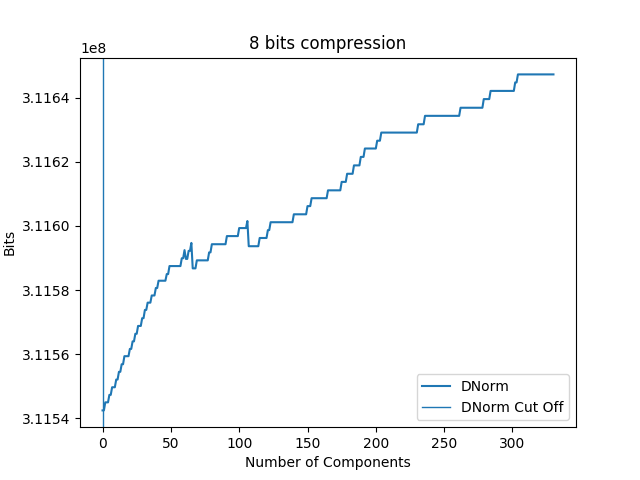 8 bits compression
1e8
3.1164
3.1162
3.1160
3.1158
3.1156
3.1154
Bits
0
50
100
150
200
250
300
Number of Components
DNorm
DNorm Cut Off